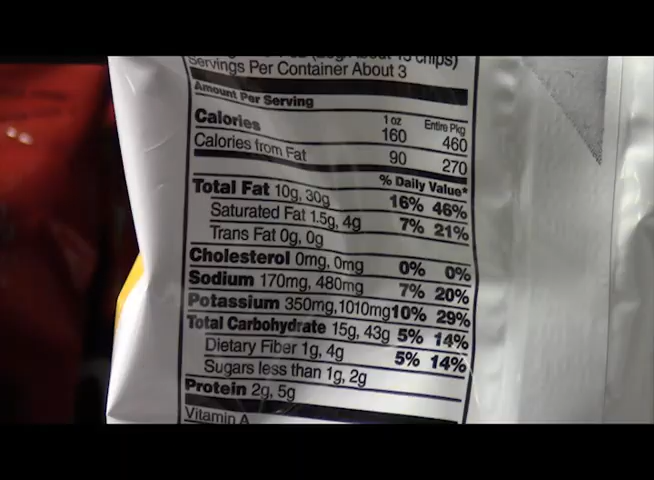 chips)
Servings Per Container About 3
Amount Per Serving
1 oz Entire Pkg
Calories 160 460
Calories from Fat 90 270
% Daily Value*
Total Fat 10g, 30g 16% 46%
Saturated Fat 1.5g, 4g 7% 21%
Trans Fat 0g, 0g
Cholesterol 0mg, 0mg 0% 0%
Sodium 170mg, 480mg 7% 20%
Potassium 350mg,1010mg 10% 29%
Total Carbohydrate 15g, 43g 5% 14%
Dietary Fiber 1g, 4g 5% 14%
Sugars less than 1g, 2g
Protein 2g, 5g
Vitamin A